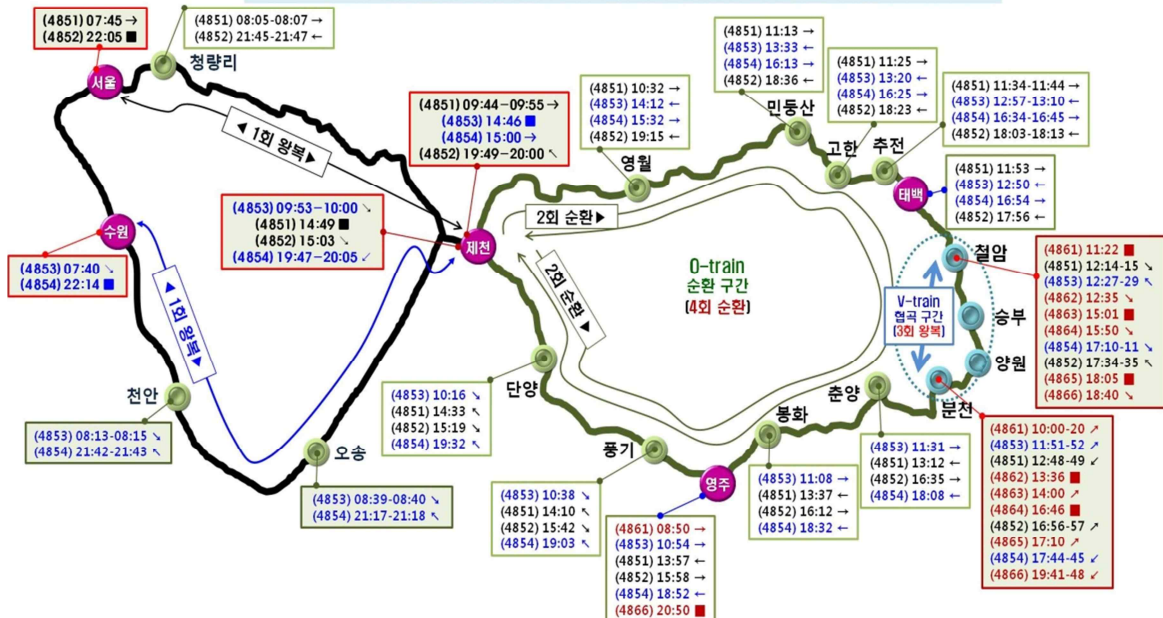 (4851) 07:45 →
(4852) 22:05 ■
(4851) 08:05-08:07 →
(4852) 21:45-21:47 ←
청량리
서울
◀ 1회 왕복▶
(4851) 09:44-09:55 →
(4853) 14:46 ■
(4854) 15:00 →
(4852) 19:49-20:00 ↖
(4851) 10:32 →
(4853) 14:12 ←
(4854) 15:32 →
(4852) 19:15 ←
영월
(4851) 11:13 →
(4853) 13:33 ←
(4854) 16:13 →
(4852) 18:36 ←
민둥산
(4851) 11:25 →
(4853) 13:20 ←
(4854) 16:25 →
(4852) 18:23 ←
고한
(4851) 11:34-11:44 →
(4853) 12:57-13:10 ←
(4854) 16:34-16:45 →
(4852) 18:03-18:13 ←
추전
(4851) 11:53 →
(4853) 12:50 ←
(4854) 16:54 →
(4852) 17:56 ←
태백
수원
(4853) 07:40 ↘
(4854) 22:14 ■
◀ 1회 왕복▶
(4853) 09:53-10:00 ↘
(4851) 14:49 ■
(4852) 15:03 ↘
(4854) 19:47-20:05 ↙
제천
2회 순환▶
2회 순환 ▶
O-train
순환 구간
(4회 순환)
V-train
협곡 구간
(3회 왕복)
철암
승부
양원
분천
(4861) 11:22 ■
(4851) 12:14-15 ↘
(4853) 12:27-29 ↖
(4862) 12:35 ↘
(4863) 15:01 ■
(4864) 15:50 ↘
(4854) 17:10-11 ↘
(4852) 17:34-35 ↖
(4865) 18:05 ■
(4866) 18:40 ↘
천안
(4853) 08:13-08:15 ↘
(4854) 21:42-21:43 ↖
오송
(4853) 08:39-08:40 ↘
(4854) 21:17-21:18 ↖
단양
(4853) 10:16 ↘
(4851) 14:33 ↖
(4852) 15:19 ↘
(4854) 19:32 ↖
풍기
(4853) 10:38 ↘
(4851) 14:10 ↖
(4852) 15:42 ↘
(4854) 19:03 ↖
영주
(4861) 08:50 →
(4853) 10:54 →
(4851) 13:57 ←
(4852) 15:58 →
(4854) 18:52 ←
(4866) 20:50 ■
봉화
(4853) 11:08 →
(4851) 13:37 ←
(4852) 16:12 →
(4854) 18:32 ←
춘양
(4853) 11:31 →
(4851) 13:12 ←
(4852) 16:35 →
(4854) 18:08 ←
(4861) 10:00-20 ↗
(4853) 11:51-52 ↗
(4851) 12:48-49 ↙
(4862) 13:36 ■
(4863) 14:00 ↗
(4864) 16:46 ■
(4852) 16:56-57 ↗
(4865) 17:10 ↗
(4854) 17:44-45 ↙
(4866) 19:41-48 ↙